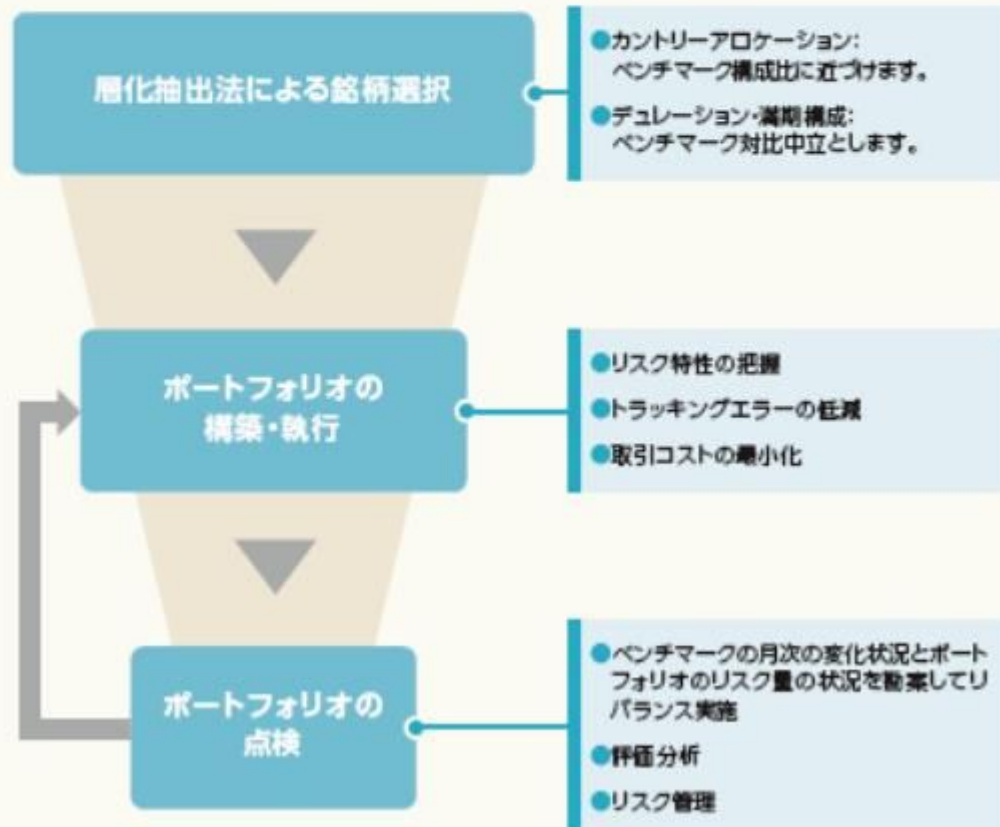 層化抽出法による銘柄選択
●カントリーアロケーション:
ベンチマーク構成比に近づけます。
●デュレーション・満期構成:
ベンチマーク対比中立とします。
ポートフォリオの
構築・執行
●リスク特性の把握
●トラッキングエラーの低減
●取引コストの最小化
ポートフォリオの
点検
●ベンチマークの月次の変化状況とポート
フォリオのリスク量の状況を勘案してリ
バランス実施
●評価分析
●リスク管理